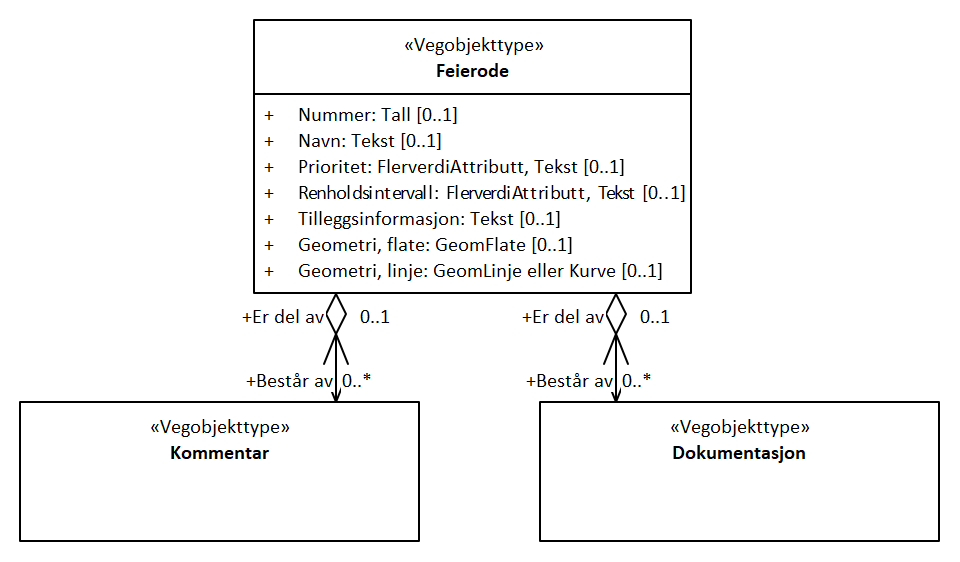 «Vegobjekttype»
Feierode
+ Nummer: Tall [0..1]
+ Navn: Tekst [0..1]
+ Prioritet: FlerverdiAttributt, Tekst [0..1]
+ Renholdsintervall: FlerverdiAttributt, Tekst [0..1]
+ Tilleggsinformasjon: Tekst [0..1]
+ Geometri, flate: GeomFlate [0..1]
+ Geometri, linje: GeomLinje eller Kurve [0..1]
+Er del av 0..1 +Er del av 0..1
+Består av 0..* +Består av 0..*
«Vegobjekttype»
Kommentar
«Vegobjekttype»
Dokumentasjon